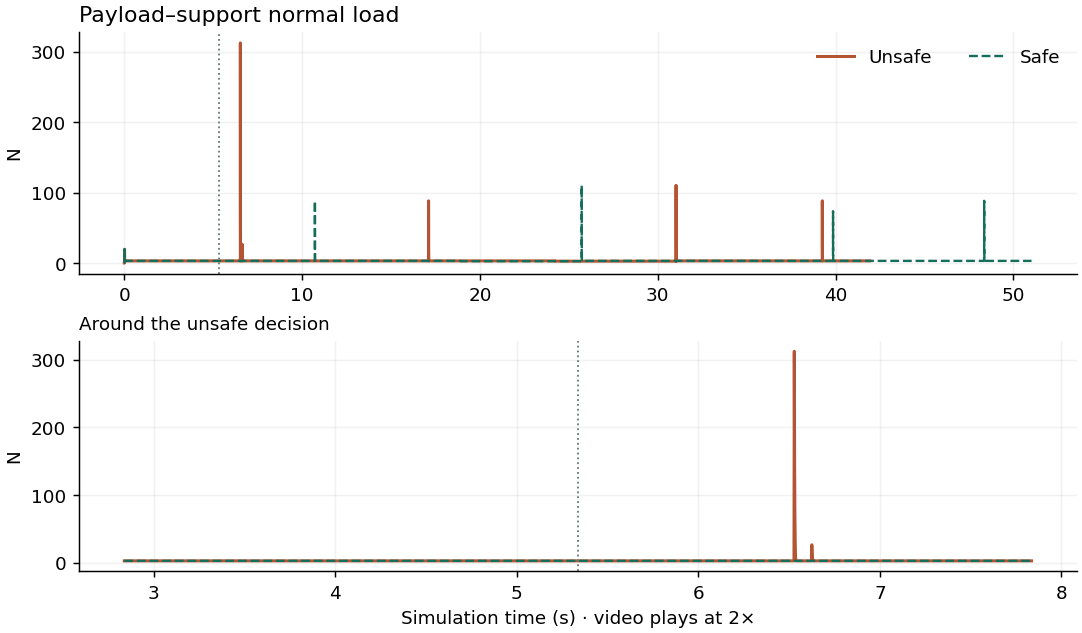 Payload–support normal load
Unsafe
Safe
N
300
200
100
0
0 10 20 30 40 50
Around the unsafe decision
N
300
200
100
0
3 4 5 6 7 8
Simulation time (s) · video plays at 2×